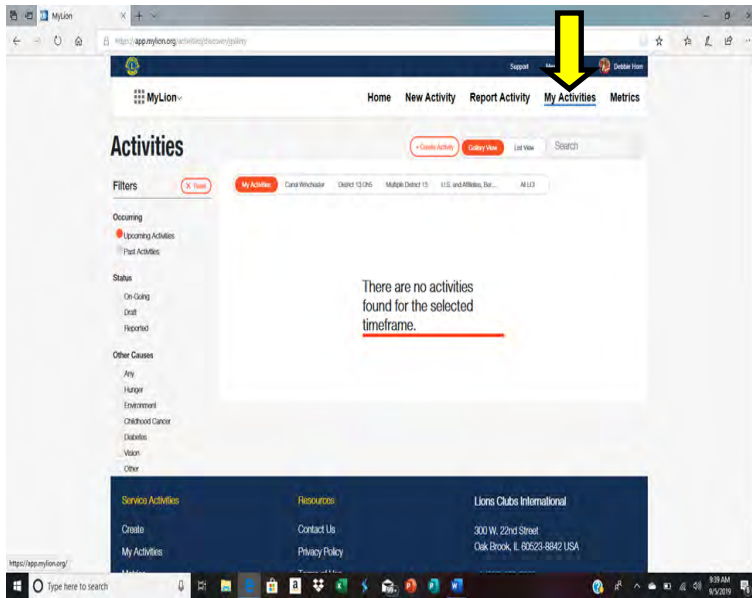 MyLion
https://app.mylion.org/activities/discover/gallery
Support
Debbie Horn
MyLion
Home New Activity Report Activity My Activities Metrics
Activities
+ Create Activity Gallery View List View Search
Filters X Reset
My Activities Canal Winchester District 13 OH5 Multiple District 13 U.S. and Affiliates, Ber... All LCI
Occurring
Upcoming Activities
Past Activities
Status
On-Going
Draft
Reported
There are no activities
found for the selected
timeframe.
Other Causes
Any
Hunger
Environment
Childhood Cancer
Diabetes
Vision
Other
Service Activities Resources Lions Clubs International
Create Contact Us 300 W. 22nd Street
My Activities Privacy Policy Oak Brook, IL 60523-8842 USA
https://app.mylion.org/
Type here to search
9:39 AM
9/5/2019